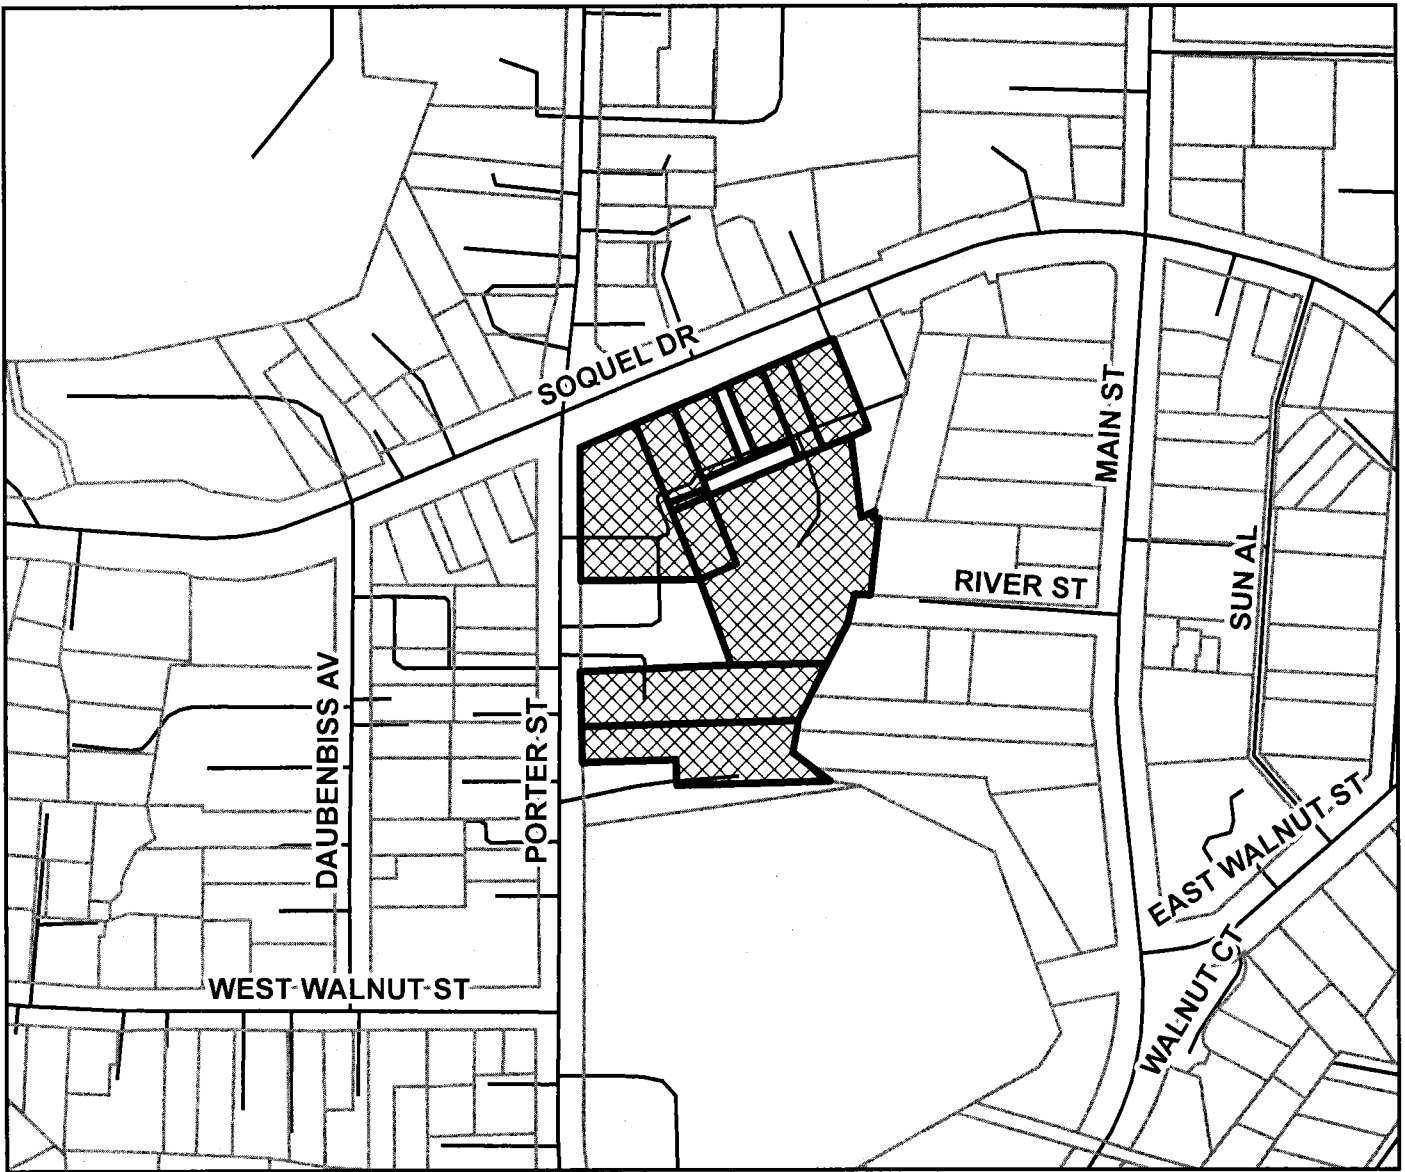 SOQUEL DR
MAIN ST
SUN AL
RIVER ST
DAUBENBISS AV
PORTER ST
EAST WALNUT ST
WALNUT CT
WEST WALNUT ST